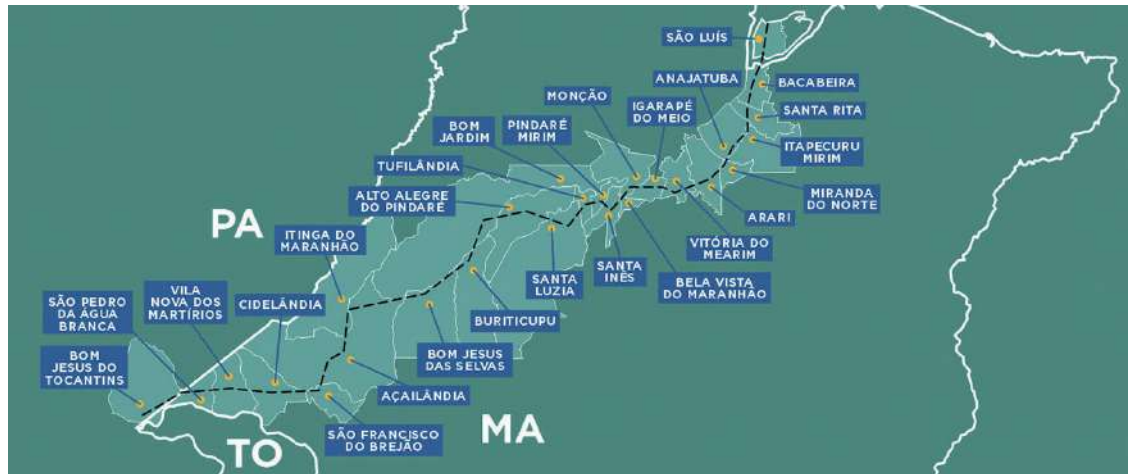 SÃO LUÍS
ANAJATUBA
BACABEIRA
MONÇÃO
IGARAPÉ
DO MEIO
SANTA RITA
BOM
JARDIM
PINDARÉ
MIRIM
ITAPECURU
MIRIM
TUFILÂNDIA
ALTO ALEGRE
DO PINDARÉ
MIRANDA
DO NORTE
ARARI
PA
ITINGA DO
MARANHÃO
VITÓRIA DO
MEARIM
SANTA
INÊS
SANTA
LUZIA
BELA VISTA
DO MARANHÃO
VILA
NOVA DOS
MARTÍRIOS
CIDELÂNDIA
SÃO PEDRO
DA ÁGUA
BRANCA
BURITICUPU
BOM
JESUS DO
TOCANTINS
BOM JESUS
DAS SELVAS
AÇAILÂNDIA
MA
SÃO FRANCISCO
DO BREJÃO
TO